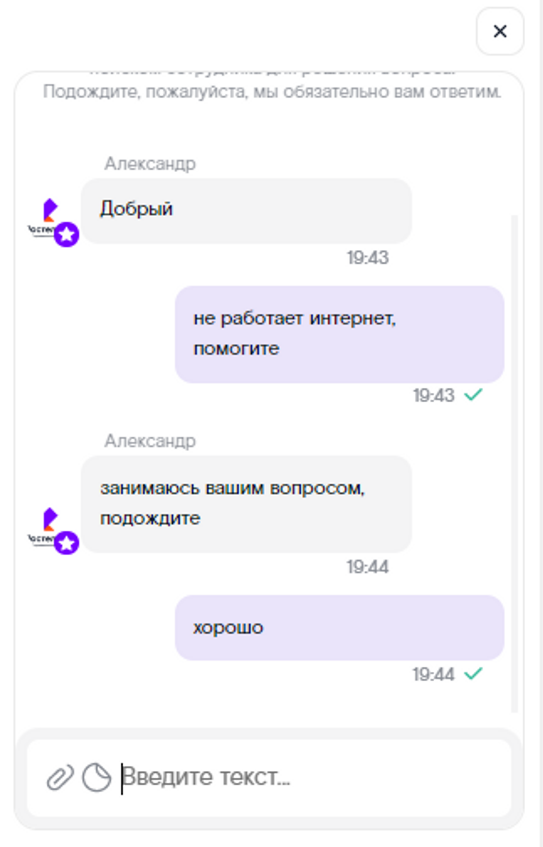 Подождите, пожалуйста, мы обязательно вам ответим.
Александр
Добрый
19:43
не работает интернет,
помогите
19:43
Александр
занимаюсь вашим вопросом,
подождите
19:44
хорошо
19:44
Введите текст...